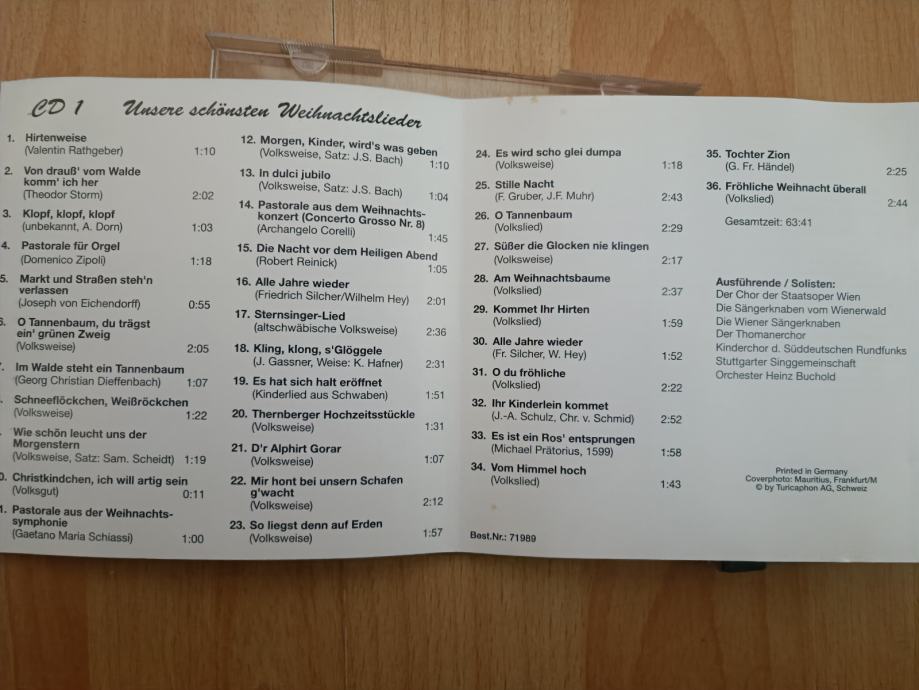 CD 1 Unsere schönsten Weihnachtslieder
1. Hirtenweise
(Valentin Rathgeber) 1:10
2. Von drauß' vom Walde
komm' ich her
(Theodor Storm) 2:02
3. Klopf, klopf, klopf
(unbekannt, A. Dorn) 1:03
4. Pastorale für Orgel
(Domenico Zipoli) 1:18
5. Markt und Straßen steh'n
verlassen
(Joseph von Eichendorff) 0:55
6. O Tannenbaum, du trägst
ein' grünen Zweig
(Volksweise) 2:05
. Im Walde steht ein Tannenbaum
(Georg Christian Dieffenbach) 1:07
. Schneeflöckchen, Weißröckchen
(Volksweise) 1:22
. Wie schön leucht uns der
Morgenstern
(Volksweise, Satz: Sam. Scheidt) 1:19
0. Christkindchen, ich will artig sein
(Volksgut) 0:11
1. Pastorale aus der Weihnachts-
symphonie
(Gaetano Maria Schiassi) 1:00
12. Morgen, Kinder, wird's was geben
(Volksweise, Satz: J.S. Bach) 1:10
13. In dulci jubilo
(Volksweise, Satz: J.S. Bach) 1:04
14. Pastorale aus dem Weihnachts-
konzert (Concerto Grosso Nr. 8)
(Archangelo Corelli) 1:45
15. Die Nacht vor dem Heiligen Abend
(Robert Reinick) 1:05
16. Alle Jahre wieder
(Friedrich Silcher/Wilhelm Hey) 2:01
17. Sternsinger-Lied
(altschwäbische Volksweise) 2:36
18. Kling, klong, s'Glöggele
(J. Gassner, Weise: K. Hafner) 2:31
19. Es hat sich halt eröffnet
(Kinderlied aus Schwaben) 1:51
20. Thernberger Hochzeitsstückle
(Volksweise) 1:31
21. D'r Alphirt Gorar
(Volksweise) 1:07
22. Mir hont bei unsern Schafen
g'wacht
(Volksweise) 2:12
23. So liegst denn auf Erden
(Volksweise) 1:57
24. Es wird scho glei dumpa
(Volksweise) 1:18
25. Stille Nacht
(F. Gruber, J.F. Muhr) 2:43
26. O Tannenbaum
(Volkslied) 2:29
27. Süßer die Glocken nie klingen
(Volksweise) 2:17
28. Am Weihnachtsbaume
(Volkslied) 2:37
29. Kommet Ihr Hirten
(Volkslied) 1:59
30. Alle Jahre wieder
(Fr. Silcher, W. Hey) 1:52
31. O du fröhliche
(Volkslied) 2:22
32. Ihr Kinderlein kommet
(J.-A. Schulz, Chr. v. Schmid) 2:52
33. Es ist ein Ros' entsprungen
(Michael Prätorius, 1599) 1:58
34. Vom Himmel hoch
(Volkslied) 1:43
Best.Nr.: 71989
35. Tochter Zion
(G. Fr. Händel) 2:25
36. Fröhliche Weihnacht überall
(Volkslied) 2:44
Gesamtzeit: 63:41
Ausführende / Solisten:
Der Chor der Staatsoper Wien
Die Sängerknaben vom Wienerwald
Die Wiener Sängerknaben
Der Thomanerchor
Kinderchor d. Süddeutschen Rundfunks
Stuttgarter Singgemeinschaft
Orchester Heinz Buchold
Printed in Germany
Coverphoto: Mauritius, Frankfurt/M
© by Turicaphon AG, Schweiz